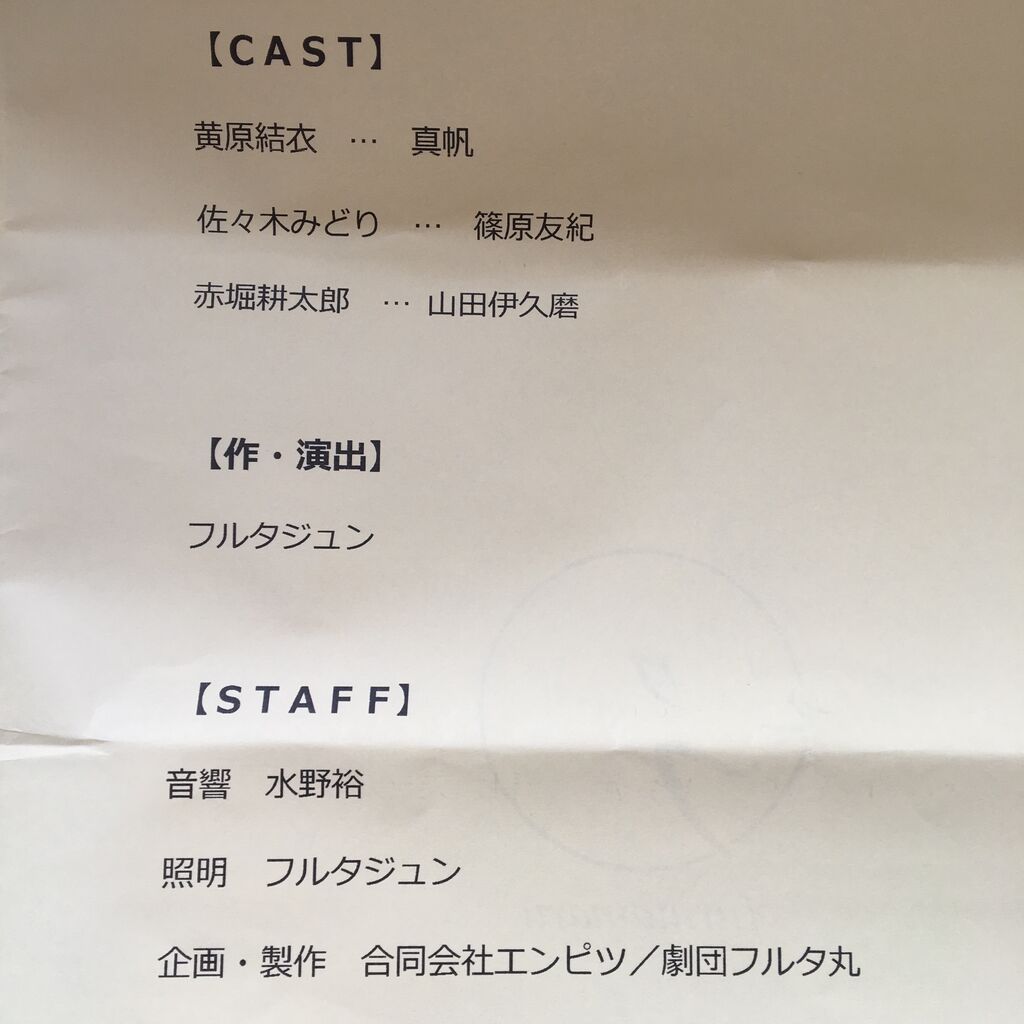 【CAST】
黄原結衣　…　真帆
佐々木みどり　…　篠原友紀
赤堀耕太郎　… 山田伊久磨
【作・演出】
フルタジュン
【STAFF】
音響　水野裕
照明　フルタジュン
企画・製作　合同会社エンピツ／劇団フルタ丸